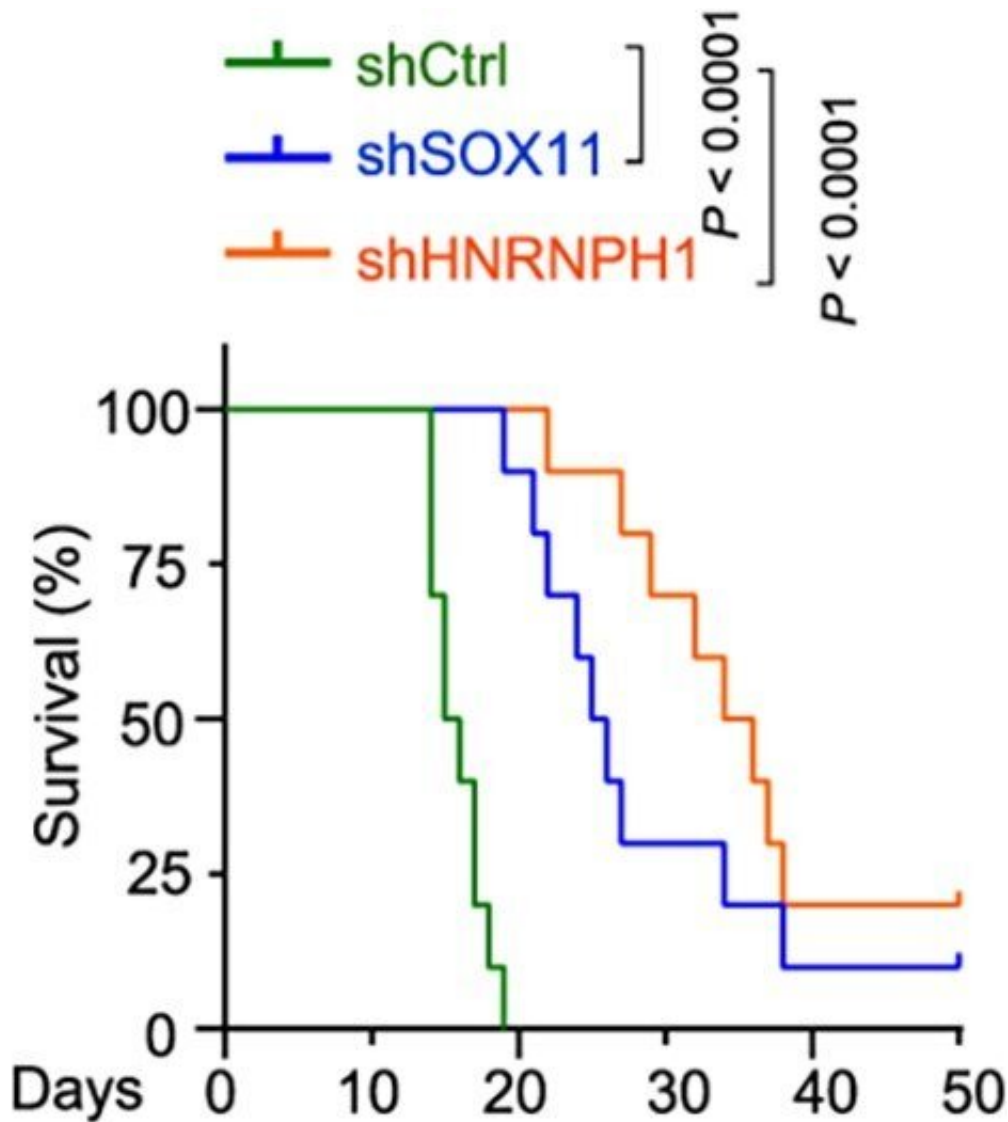 shCtrl
shSOX11
shHNRNPH1
P < 0.0001
P < 0.0001
Survival (%)
100
75
50
25
0
Days
0 10 20 30 40 50